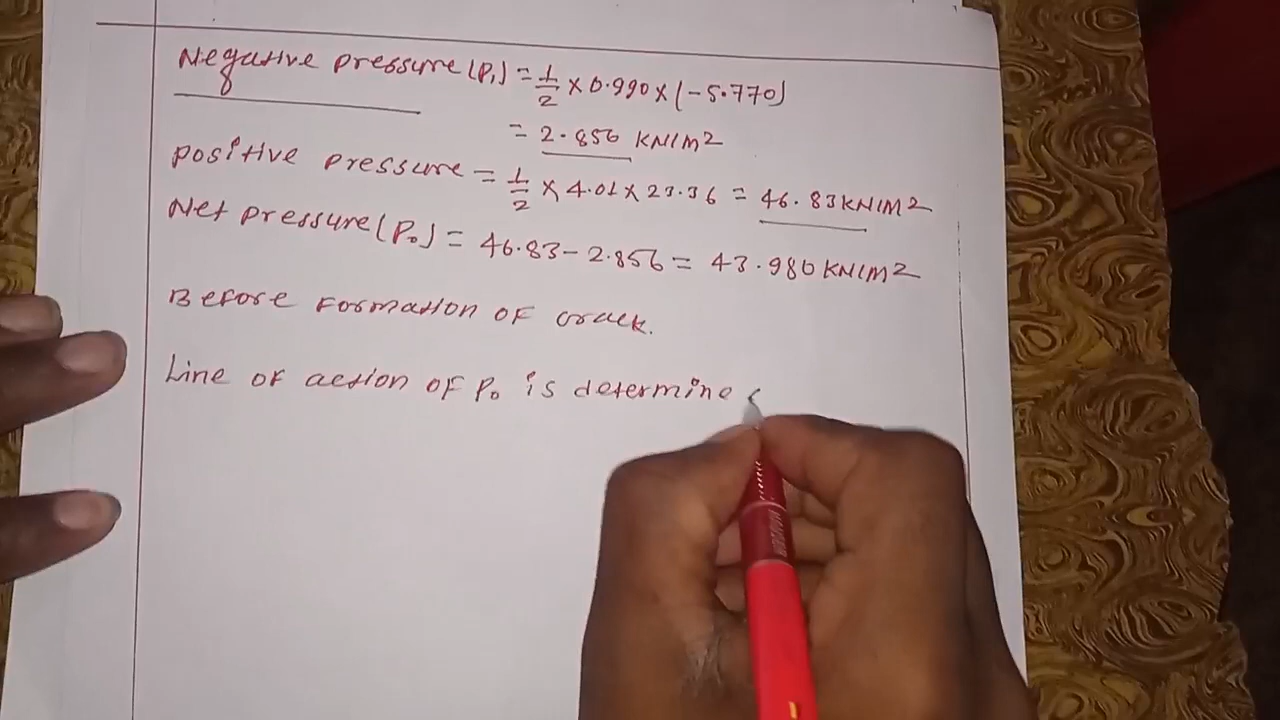 Negative pressure (P1) = 1/2 × 0.990 × (-5.770)
= 2.856 KN/M2
positive pressure = 1/2 × 4.01 × 23.36 = 46.83 KN/M2
Net pressure (P0) = 46.83 - 2.856 = 43.980 KN/M2
Before Formation OF crack.
Line OF action OF P0 is determine